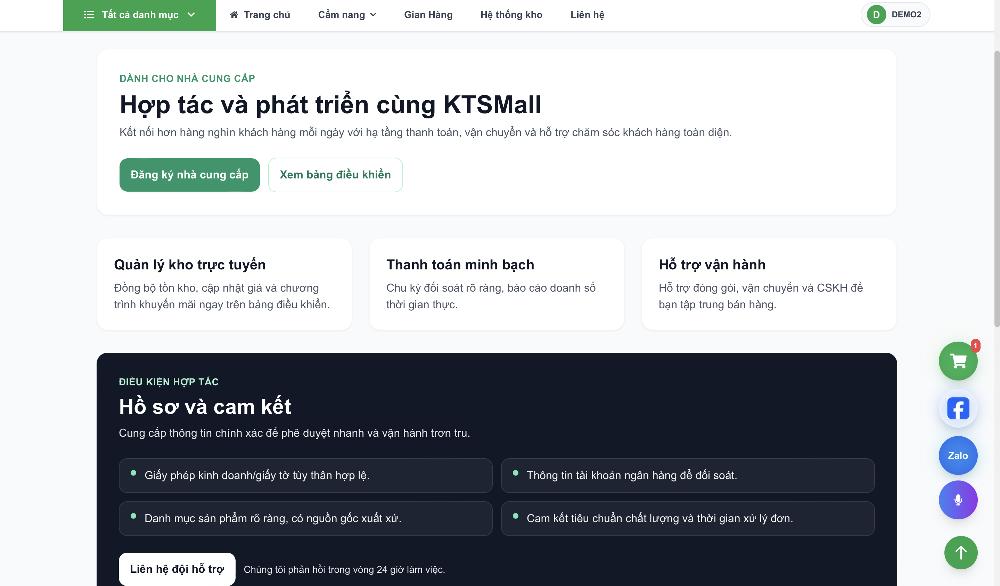 Tất cả danh mục
Trang chủ
Cẩm nang
Gian Hàng
Hệ thống kho
Liên hệ
D
DEMO2
DÀNH CHO NHÀ CUNG CẤP
Hợp tác và phát triển cùng KTSMall
Kết nối hơn hàng nghìn khách hàng mỗi ngày với hạ tầng thanh toán, vận chuyển và hỗ trợ chăm sóc khách hàng toàn diện.
Đăng ký nhà cung cấp
Xem bảng điều khiển
Quản lý kho trực tuyến
Đồng bộ tồn kho, cập nhật giá và chương
trình khuyến mãi ngay trên bảng điều khiển.
Thanh toán minh bạch
Chu kỳ đối soát rõ ràng, báo cáo doanh số
thời gian thực.
Hỗ trợ vận hành
Hỗ trợ đóng gói, vận chuyển và CSKH để
bạn tập trung bán hàng.
ĐIỀU KIỆN HỢP TÁC
Hồ sơ và cam kết
Cung cấp thông tin chính xác để phê duyệt nhanh và vận hành trơn tru.
Giấy phép kinh doanh/giấy tờ tùy thân hợp lệ.
Thông tin tài khoản ngân hàng để đối soát.
Danh mục sản phẩm rõ ràng, có nguồn gốc xuất xứ.
Cam kết tiêu chuẩn chất lượng và thời gian xử lý đơn.
Liên hệ đội hỗ trợ
Chúng tôi phản hồi trong vòng 24 giờ làm việc.
1
Zalo